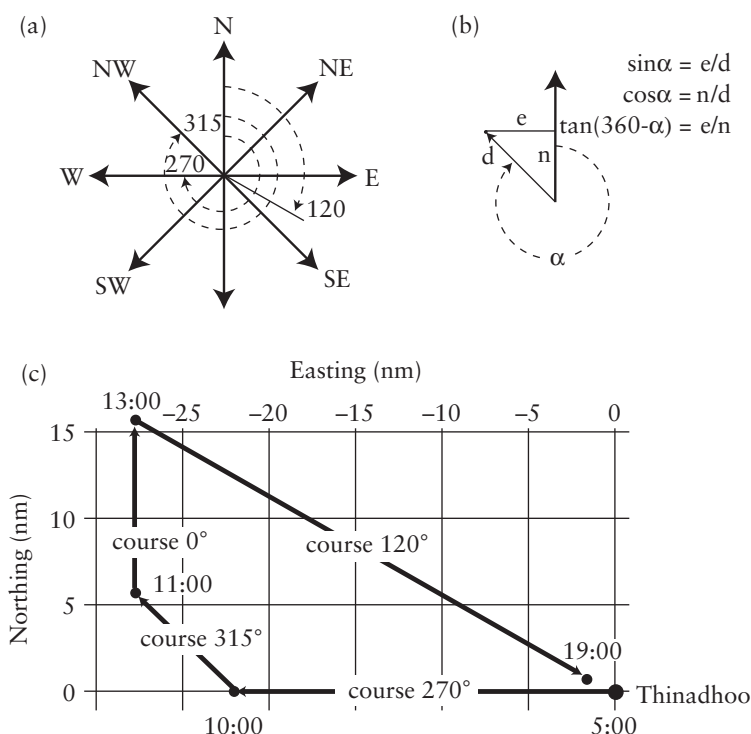 (a)
N
NW
NE
315
270
W
E
120
SW
SE
(b)
sinα = e/d
cosα = n/d
tan(360-α) = e/n
e
n
d
α
(c)
Easting (nm)
13:00
−25
−20
−15
−10
−5
0
15
10
5
0
Northing (nm)
course 0°
course 120°
11:00
course 315°
19:00
course 270°
Thinadhoo
10:00
5:00